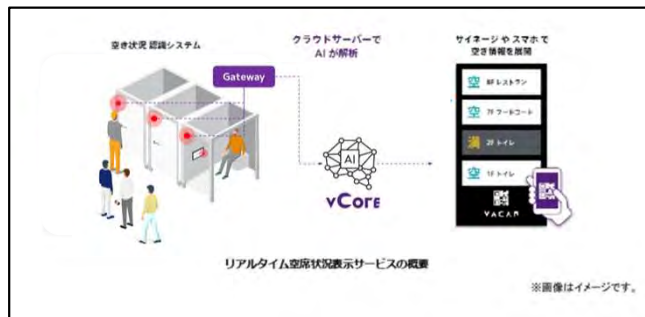 空き状況 認識システム
Gateway
クラウドサーバーで
AI が解析
AI
vCore
サイネージ や スマホ で
空き情報を展開
空 8F レストラン
空 7F フードコート
満 2F トイレ
空 1F トイレ
VACAN
リアルタイム空席状況表示サービスの概要
※画像はイメージです。